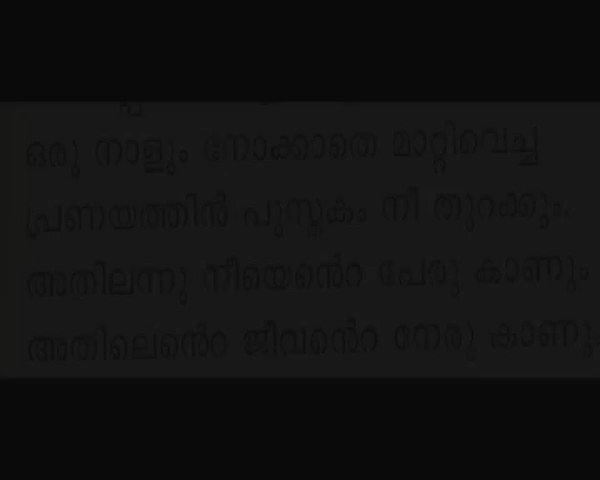 ഒരു നാളും നോക്കാതെ മാറ്റിവെച്ച
പ്രണയത്തിൻ പുസ്തകം നീ തുറക്കും,
അതിലന്നു നീയെൻെറ പേരു കാണും
അതിലെൻെറ ജീവൻെറ നേരു കാണും.